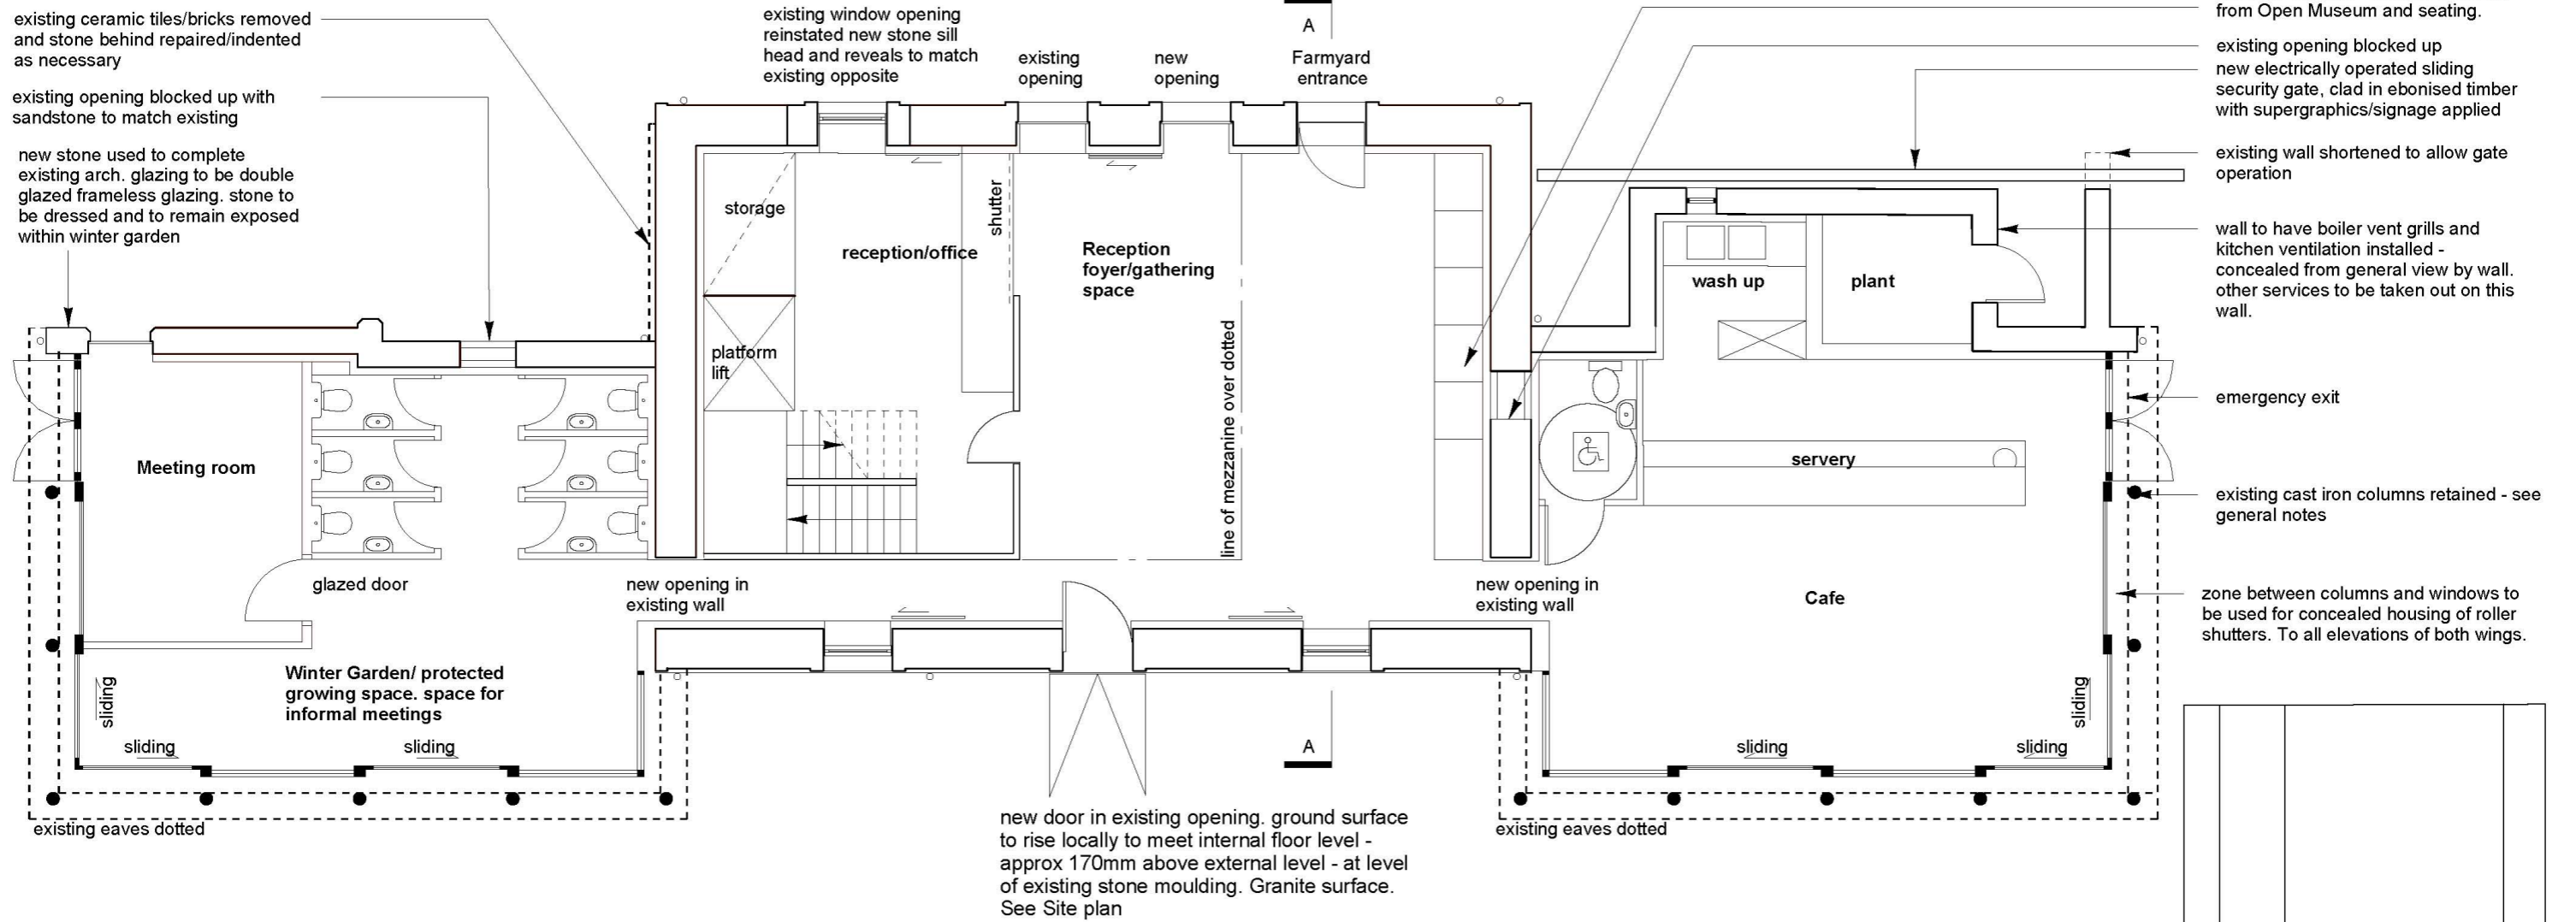 existing ceramic tiles/bricks removed
and stone behind repaired/indented
as necessary
existing opening blocked up with
sandstone to match existing
new stone used to complete
existing arch. glazing to be double
glazed frameless glazing. stone to
be dressed and to remain exposed
within winter garden
existing window opening
reinstated new stone sill
head and reveals to match
existing opposite
existing
opening
new
opening
A
Farmyard
entrance
from Open Museum and seating.
existing opening blocked up
new electrically operated sliding
security gate, clad in ebonised timber
with supergraphics/signage applied
existing wall shortened to allow gate
operation
wall to have boiler vent grills and
kitchen ventilation installed -
concealed from general view by wall.
other services to be taken out on this
wall.
emergency exit
existing cast iron columns retained - see
general notes
zone between columns and windows to
be used for concealed housing of roller
shutters. To all elevations of both wings.
storage
reception/office
shutter
Reception
foyer/gathering
space
platform
lift
line of mezzanine over dotted
wash up
plant
servery
Meeting room
glazed door
new opening in
existing wall
new opening in
existing wall
Cafe
Winter Garden/ protected
growing space. space for
informal meetings
sliding
sliding
sliding
sliding
sliding
sliding
A
existing eaves dotted
existing eaves dotted
new door in existing opening. ground surface
to rise locally to meet internal floor level -
approx 170mm above external level - at level
of existing stone moulding. Granite surface.
See Site plan